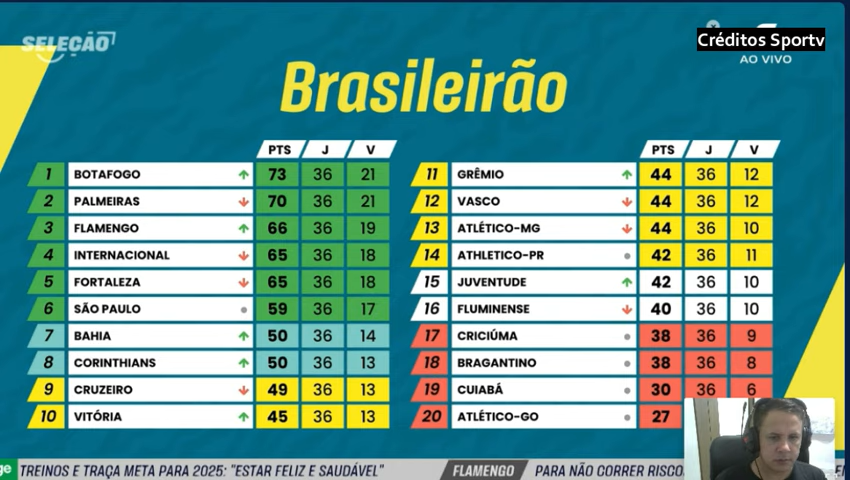 SELEÇÃO
Créditos Sportv
AO VIVO
Brasileirão
PTS J V
1 BOTAFOGO 73 36 21
2 PALMEIRAS 70 36 21
3 FLAMENGO 66 36 19
4 INTERNACIONAL 65 36 18
5 FORTALEZA 65 36 18
6 SÃO PAULO 59 36 17
7 BAHIA 50 36 14
8 CORINTHIANS 50 36 13
9 CRUZEIRO 49 36 13
10 VITÓRIA 45 36 13
PTS J V
11 GRÊMIO 44 36 12
12 VASCO 44 36 12
13 ATLÉTICO-MG 44 36 10
14 ATHLETICO-PR 42 36 11
15 JUVENTUDE 42 36 10
16 FLUMINENSE 40 36 10
17 CRICIÚMA 38 36 9
18 BRAGANTINO 38 36 8
19 CUIABÁ 30 36 6
20 ATLÉTICO-GO 27
ge TREINOS E TRAÇA META PARA 2025: "ESTAR FELIZ E SAUDÁVEL" FLAMENGO PARA NÃO CORRER RISCO